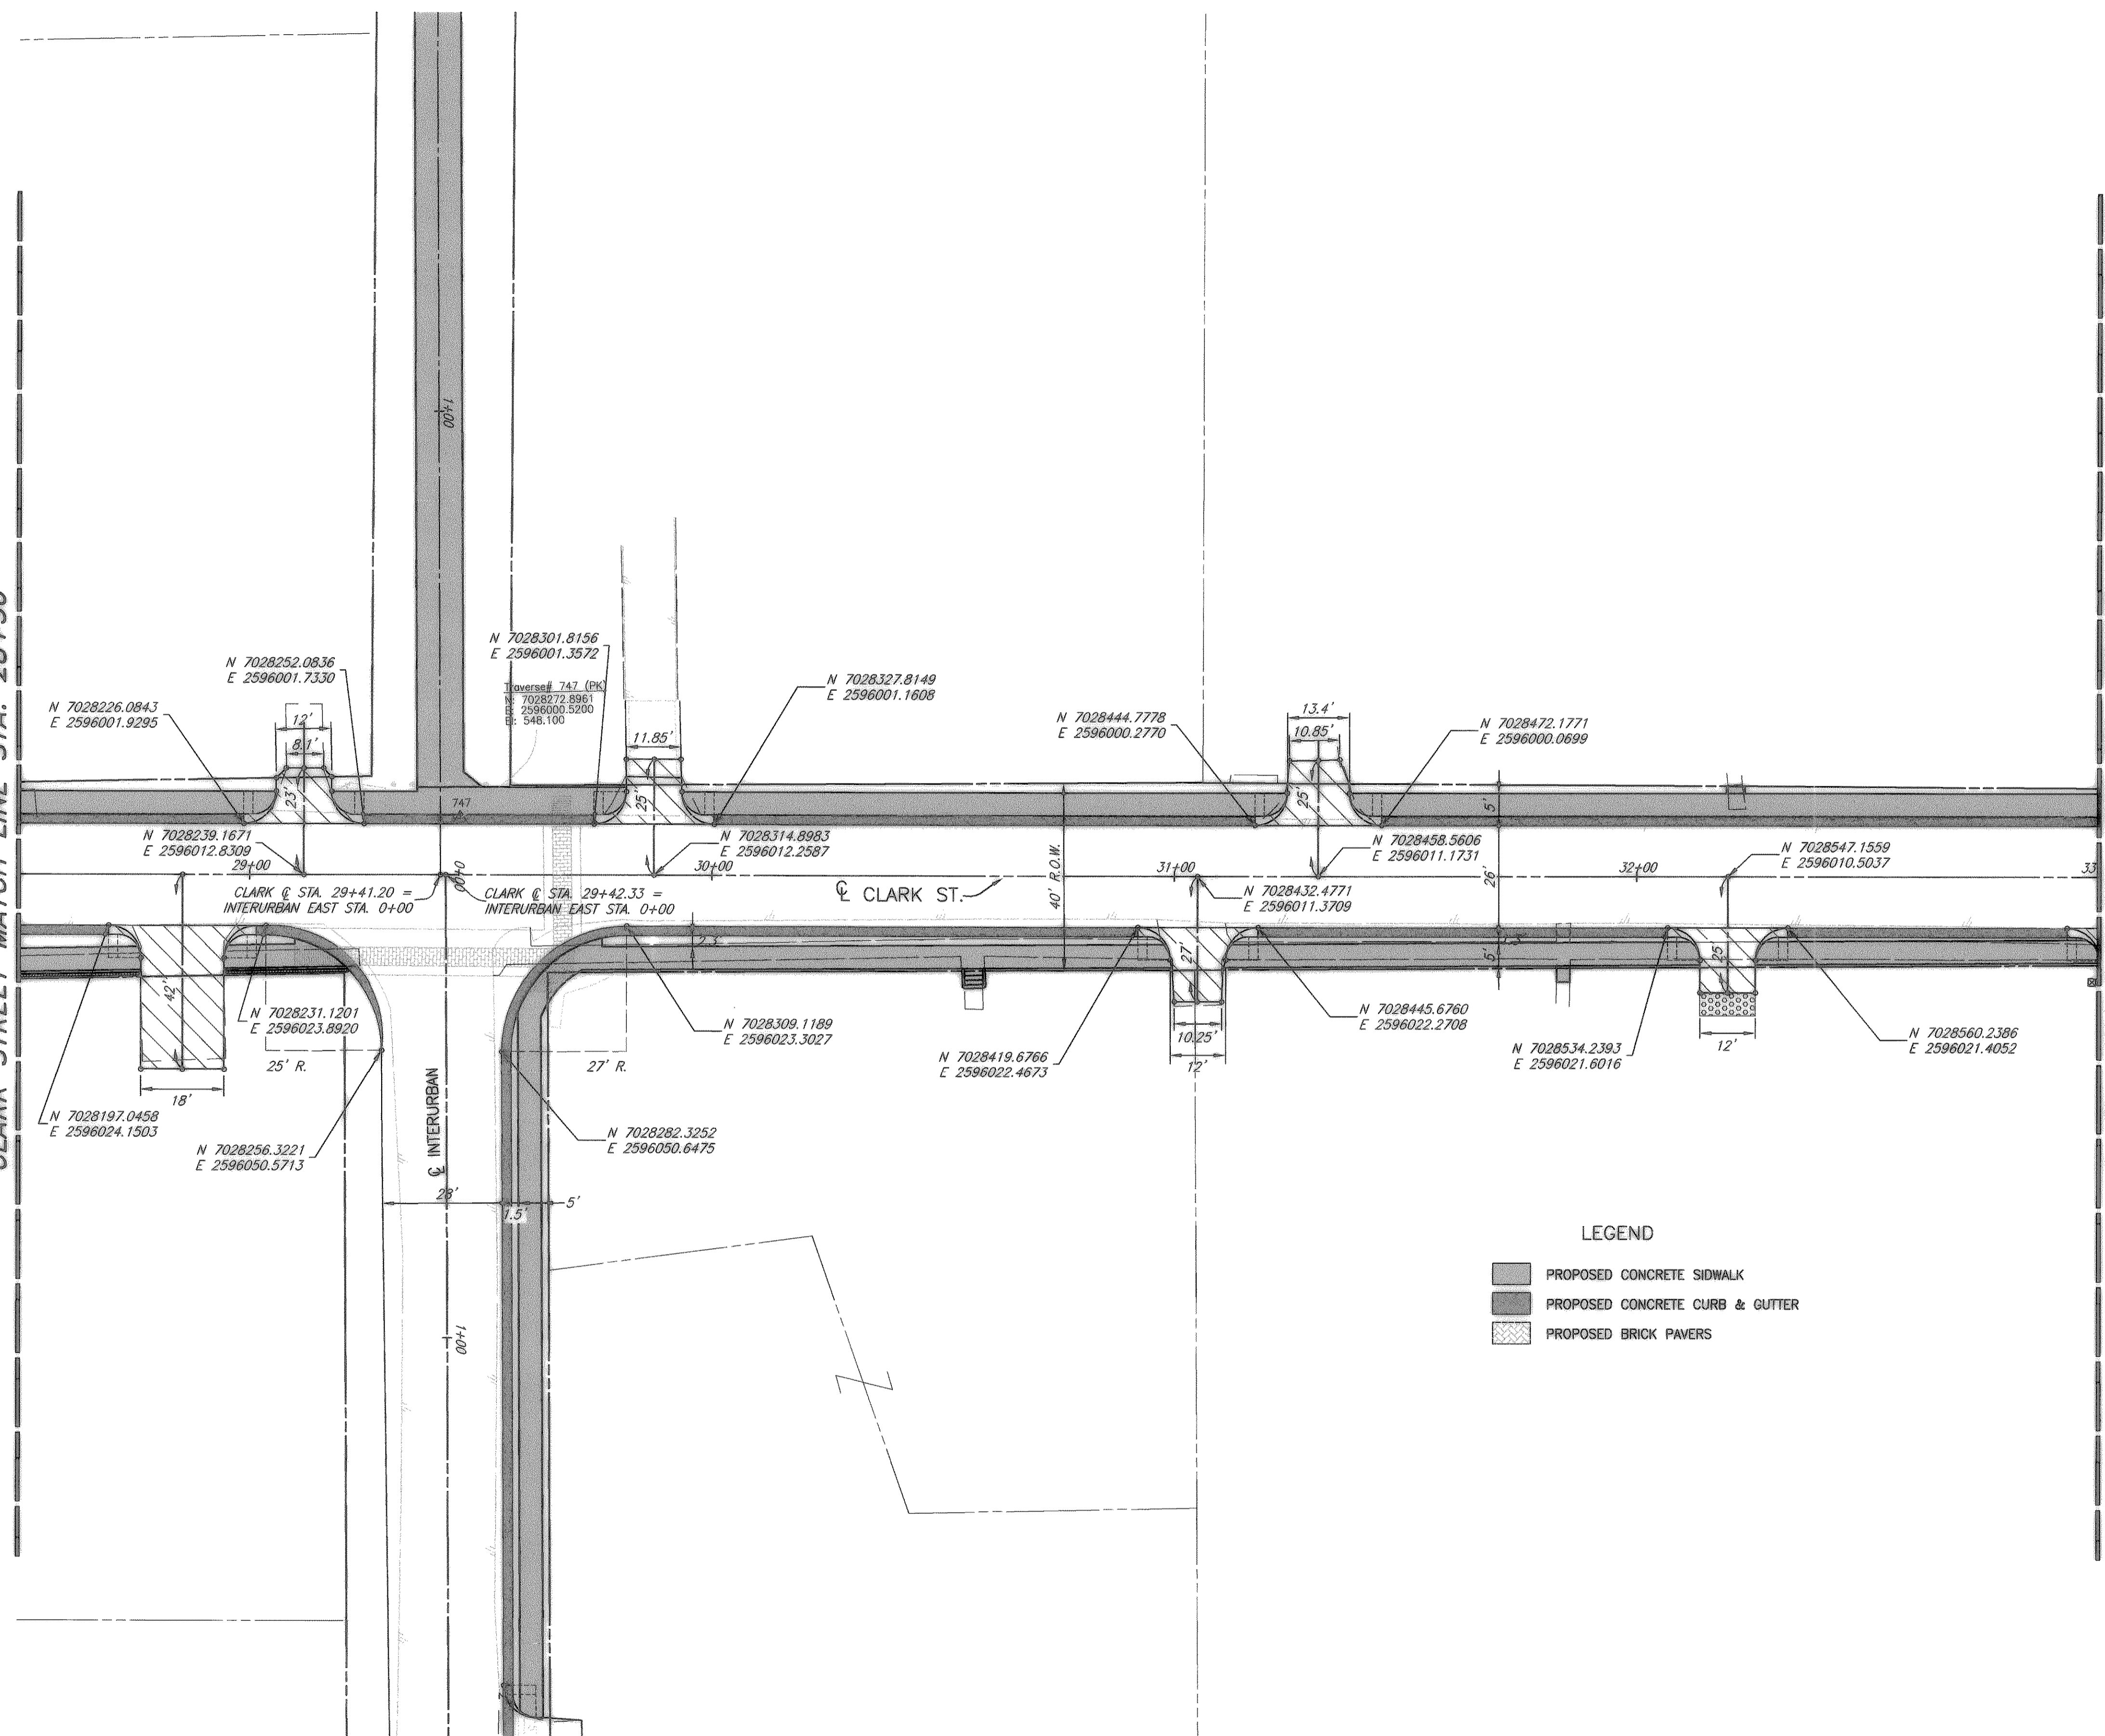 1+00
N 7028301.8156
E 2596001.3572
N 7028252.0836
E 2596001.7330
Traverse# 747 (PK)
N: 7028272.8961
E: 2596000.5200
El: 548.100
N 7028327.8149
E 2596001.1608
N 7028226.0843
E 2596001.9295
N 7028444.7778
E 2596000.2770
N 7028472.1771
E 2596000.0699
12'
8.1'
11.85'
13.4'
10.85'
23'
25'
25'
5'
747
N 7028239.1671
E 2596012.8309
N 7028314.8983
E 2596012.2587
N 7028458.5606
E 2596011.1731
N 7028547.1559
E 2596010.5037
29+00
0+00
30+00
31+00
32+00
33
CLARK ℄ STA. 29+41.20 =
INTERURBAN EAST STA. 0+00
CLARK ℄ STA. 29+42.33 =
INTERURBAN EAST STA. 0+00
℄ CLARK ST.
40' R.O.W.
26'
N 7028432.4771
E 2596011.3709
42'
27'
5'
25'
N 7028231.1201
E 2596023.8920
25' R.
N 7028309.1189
E 2596023.3027
27' R.
N 7028419.6766
E 2596022.4673
10.25'
12'
N 7028445.6760
E 2596022.2708
N 7028534.2393
E 2596021.6016
12'
N 7028560.2386
E 2596021.4052
18'
N 7028197.0458
E 2596024.1503
N 7028256.3221
E 2596050.5713
℄ INTERURBAN
N 7028282.3252
E 2596050.6475
28'
1.5'
5'
1+00
LEGEND
PROPOSED CONCRETE SIDWALK
PROPOSED CONCRETE CURB & GUTTER
PROPOSED BRICK PAVERS